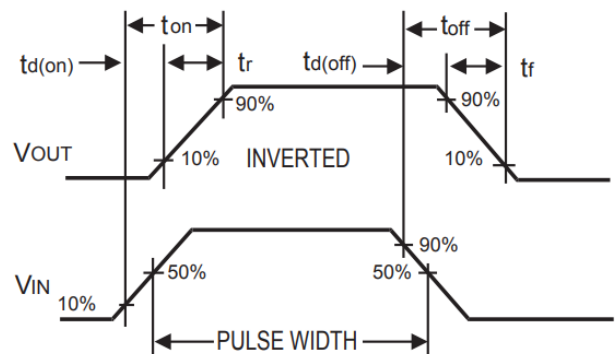 ton
toff
td(on)
tr
td(off)
tf
90%
90%
VOUT
10%
INVERTED
10%
90%
50%
50%
VIN
10%
PULSE WIDTH